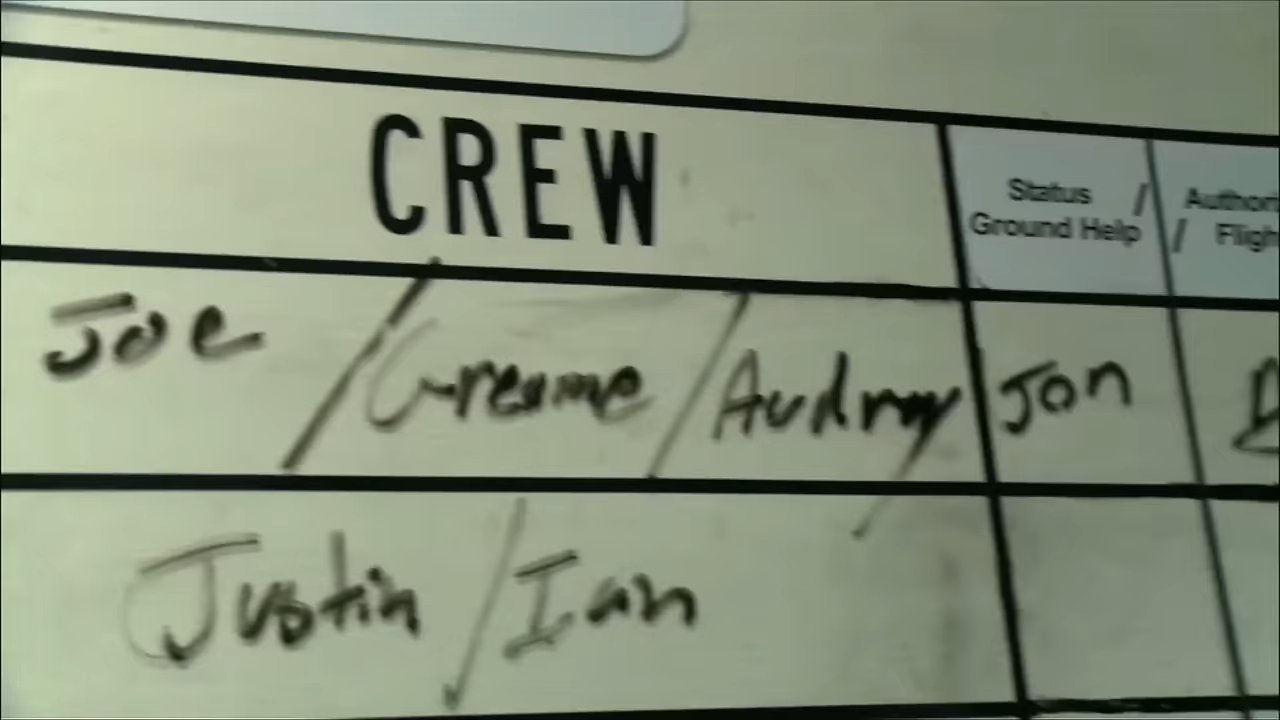 CREW
Status /
Ground Help
/
Joe / Greame / Audrey
Jon
Justin / Ian